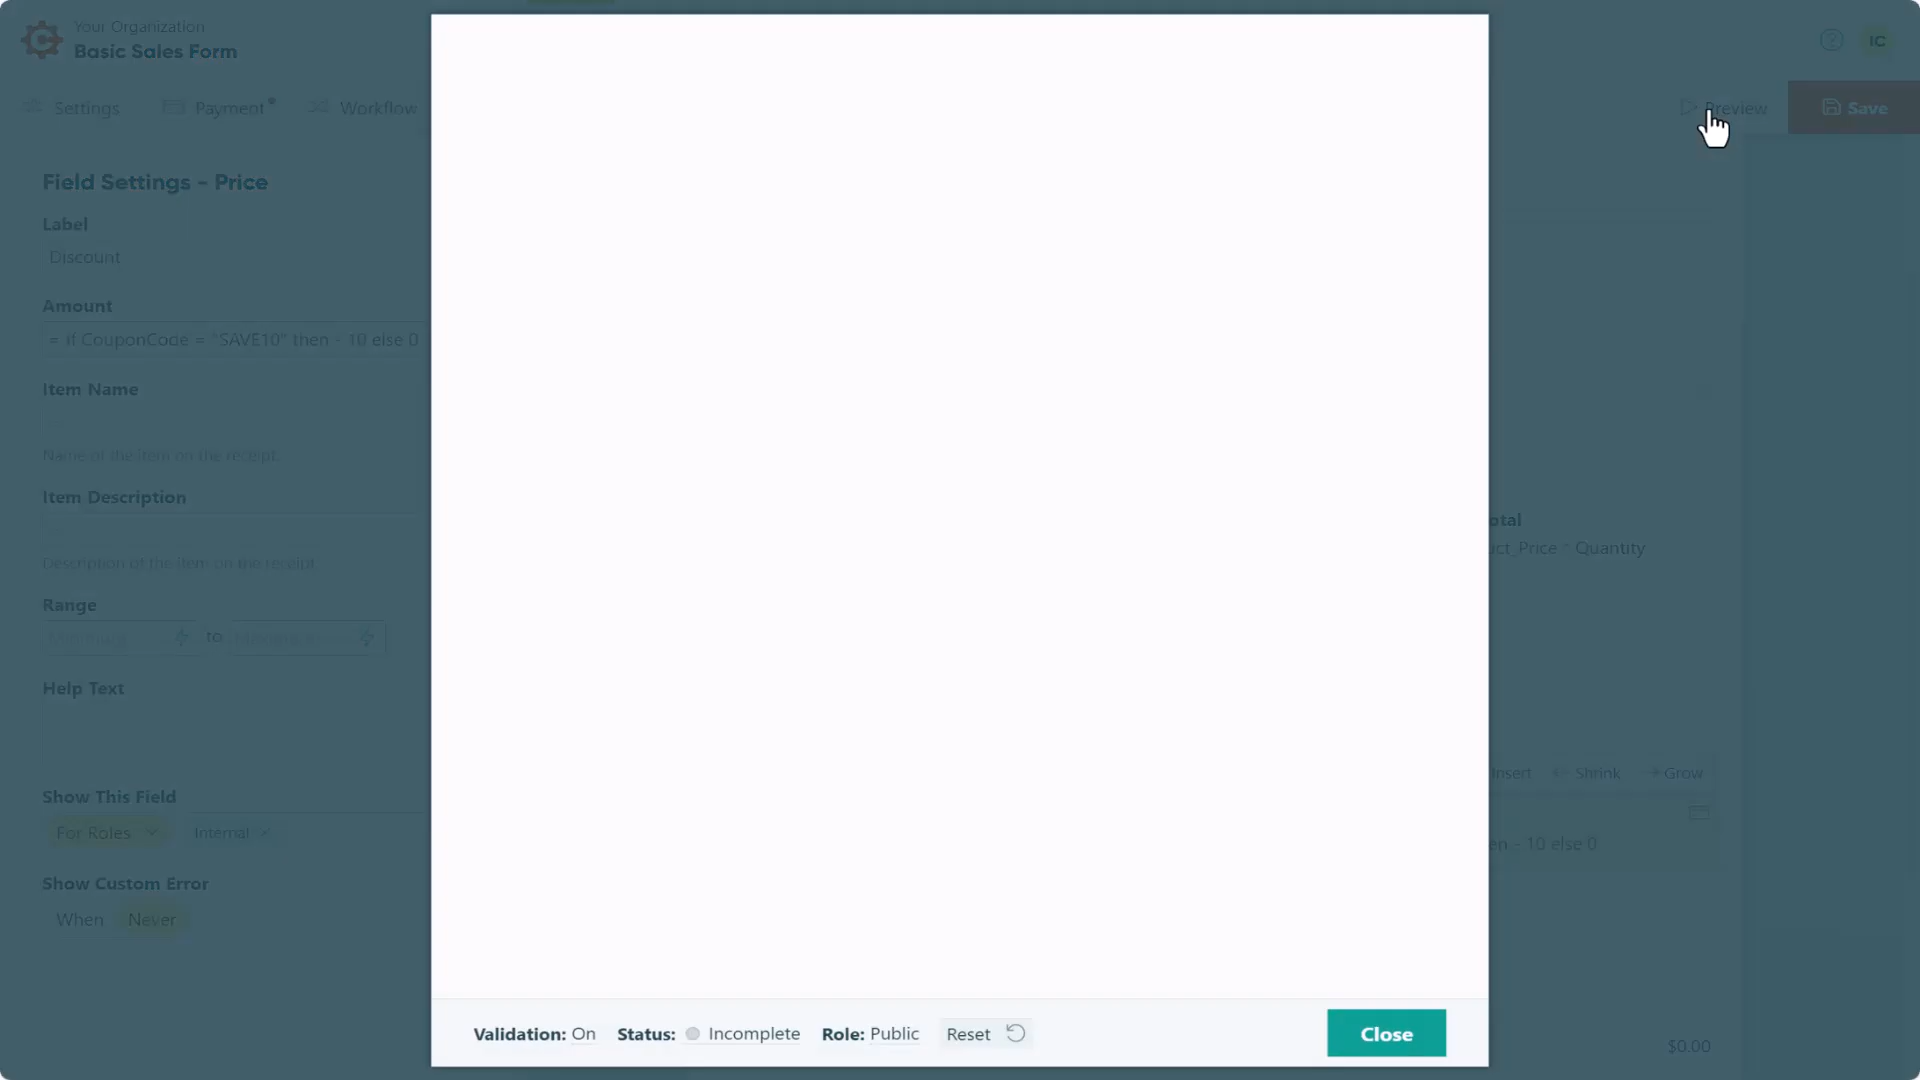 Your Organization
Basic Sales Form
IC
Settings
Payment
Workflow
Preview
Save
Field Settings - Price
Label
Discount
Amount
= if CouponCode = "SAVE10" then - 10 else 0
Item Name
Name of the item on the receipt.
Item Description
Description of the item on the receipt.
Range
Minimum to
Help Text
Show This Field
For Roles Internal
Show Custom Error
When Never
otal
uct_Price * Quantity
Insert Shrink Grow
en - 10 else 0
$0.00
Validation: On Status: Incomplete Role: Public Reset
Close